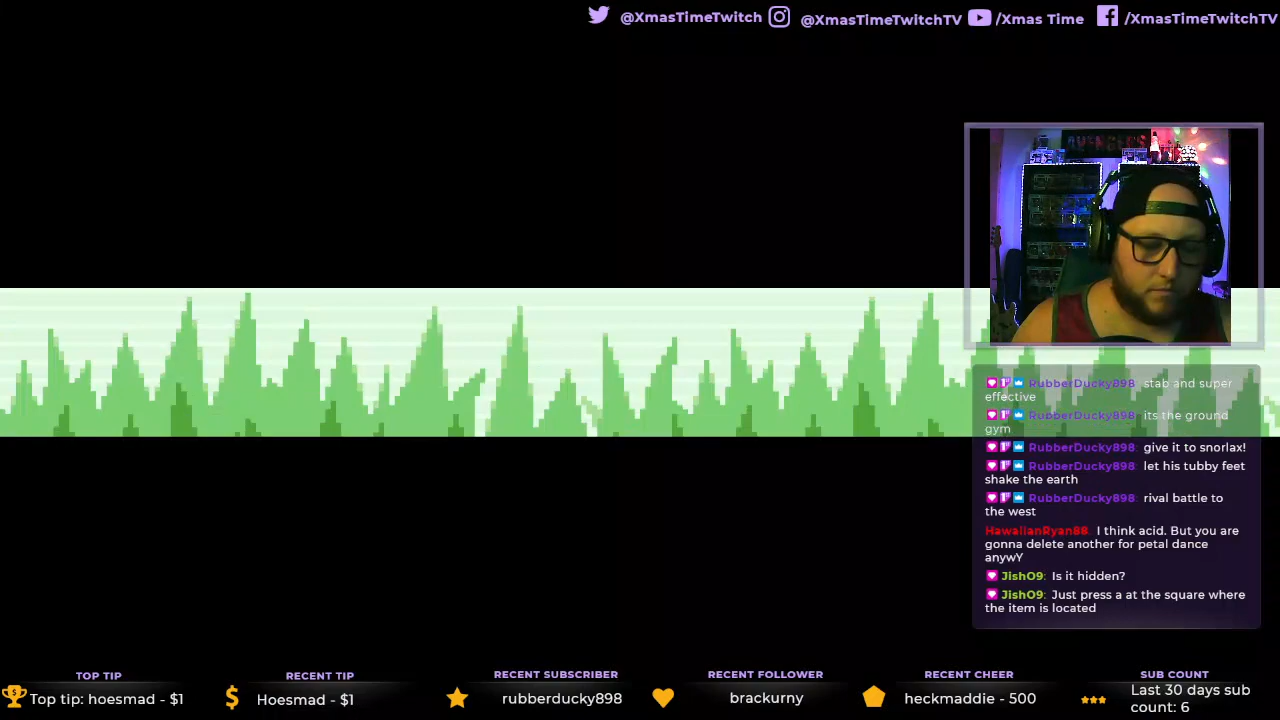 @XmasTimeTwitch @XmasTimeTwitchTV /Xmas Time /XmasTimeTwitchTV
RubberDucky898: stab and super
effective
RubberDucky898: its the ground
gym
RubberDucky898: give it to snorlax!
RubberDucky898: let his tubby feet
shake the earth
RubberDucky898: rival battle to
the west
HawaiianRyan88: I think acid. But you are
gonna delete another for petal dance
anywY
JishO9: Is it hidden?
JishO9: Just press a at the square where
the item is located
TOP TIP
Top tip: hoesmad - $1
RECENT TIP
Hoesmad - $1
RECENT SUBSCRIBER
rubberducky898
RECENT FOLLOWER
brackurny
RECENT CHEER
heckmaddie - 500
SUB COUNT
Last 30 days sub
count: 6